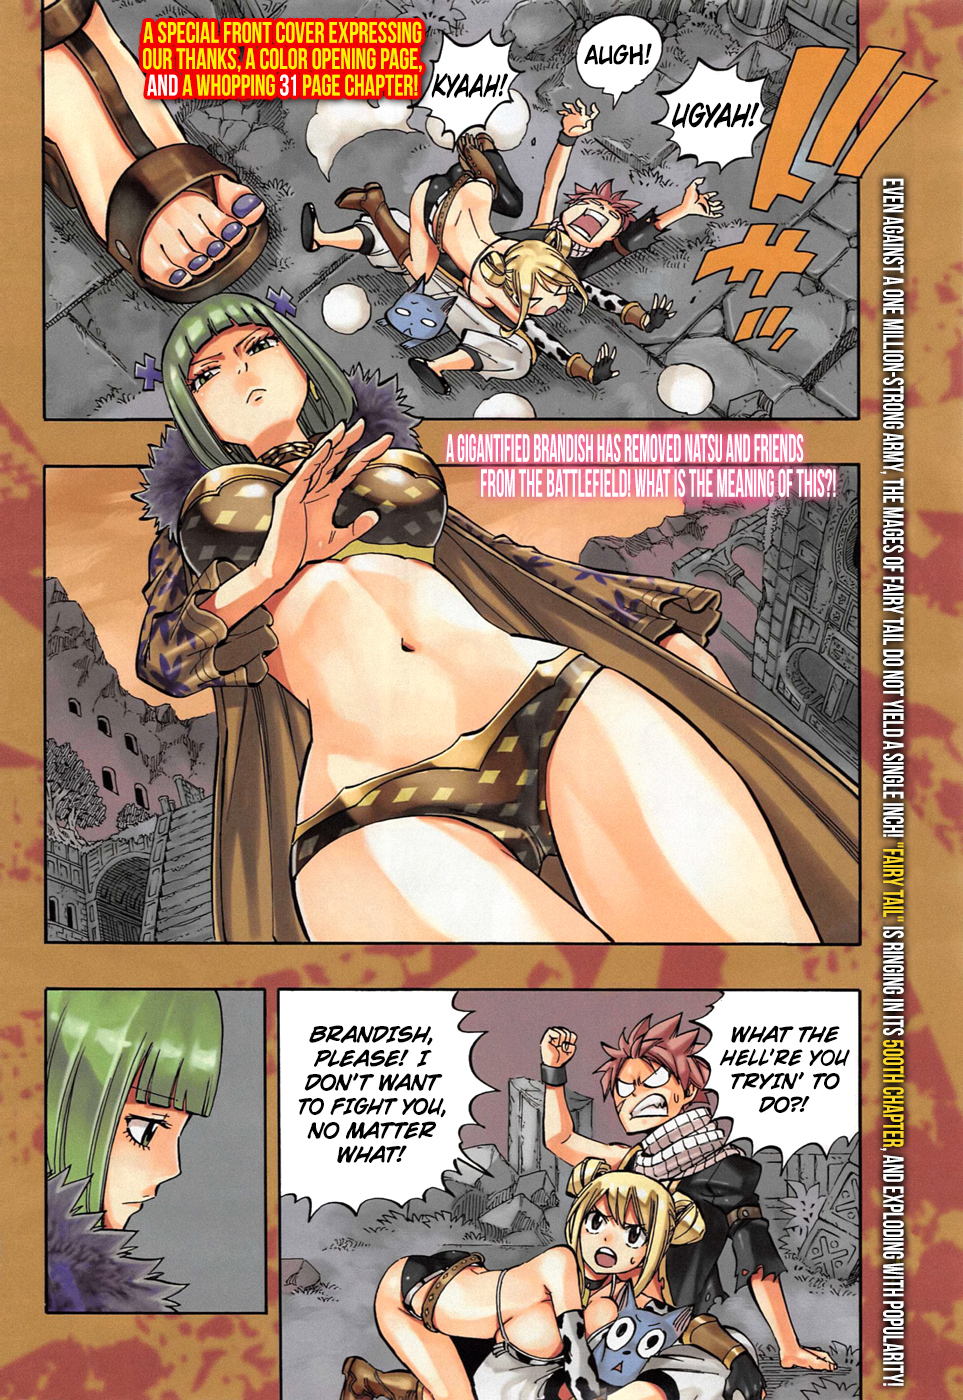 A SPECIAL FRONT COVER EXPRESSING
OUR THANKS, A COLOR OPENING PAGE,
AND A WHOPPING 31 PAGE CHAPTER!
KYAAH!
AUGH!
UGYAH!
ドサッ!!!
EVEN AGAINST A ONE MILLION-STRONG ARMY, THE MAGES OF FAIRY TAIL DO NOT YIELD A SINGLE INCH! "FAIRY TAIL" IS RINGING IN ITS 500TH CHAPTER, AND EXPLODING WITH POPULARITY!
A GIGANTIFIED BRANDISH HAS REMOVED NATSU AND FRIENDS
FROM THE BATTLEFIELD! WHAT IS THE MEANING OF THIS?!
BRANDISH,
PLEASE! I
DON'T WANT
TO FIGHT YOU,
NO MATTER
WHAT!
WHAT THE
HELL'RE YOU
TRYIN' TO
DO?!